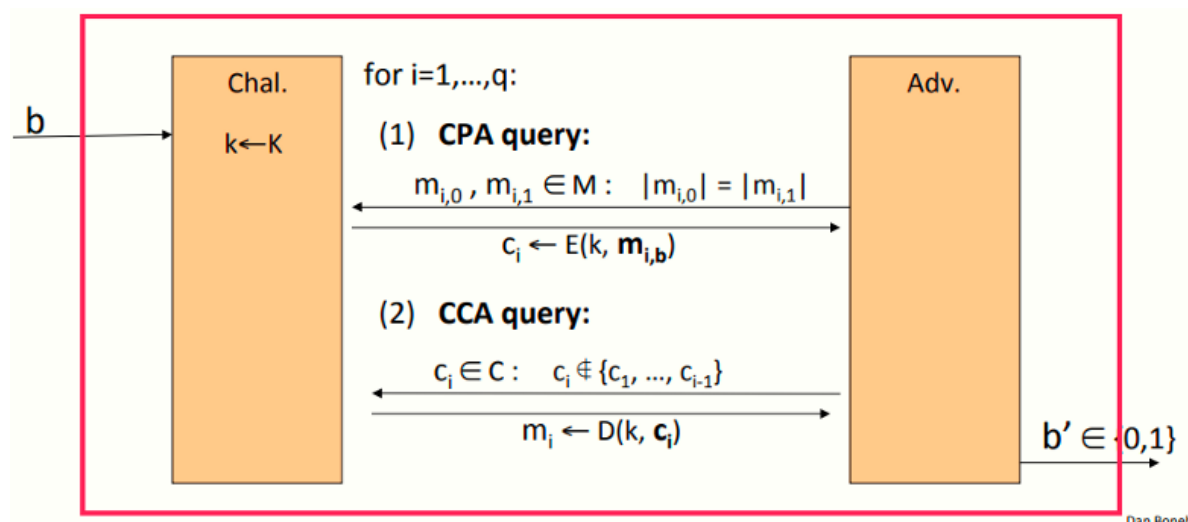 Chal.
for i=1,...,q:
Adv.
b
k←K
(1) CPA query:
m_{i,0} , m_{i,1} ∈ M : |m_{i,0}| = |m_{i,1}|
c_i ← E(k, m_{i,b})
(2) CCA query:
c_i ∈ C : c_i ∉ {c_1, ..., c_{i-1}}
m_i ← D(k, c_i)
b’ ∈ {0,1}
Dan